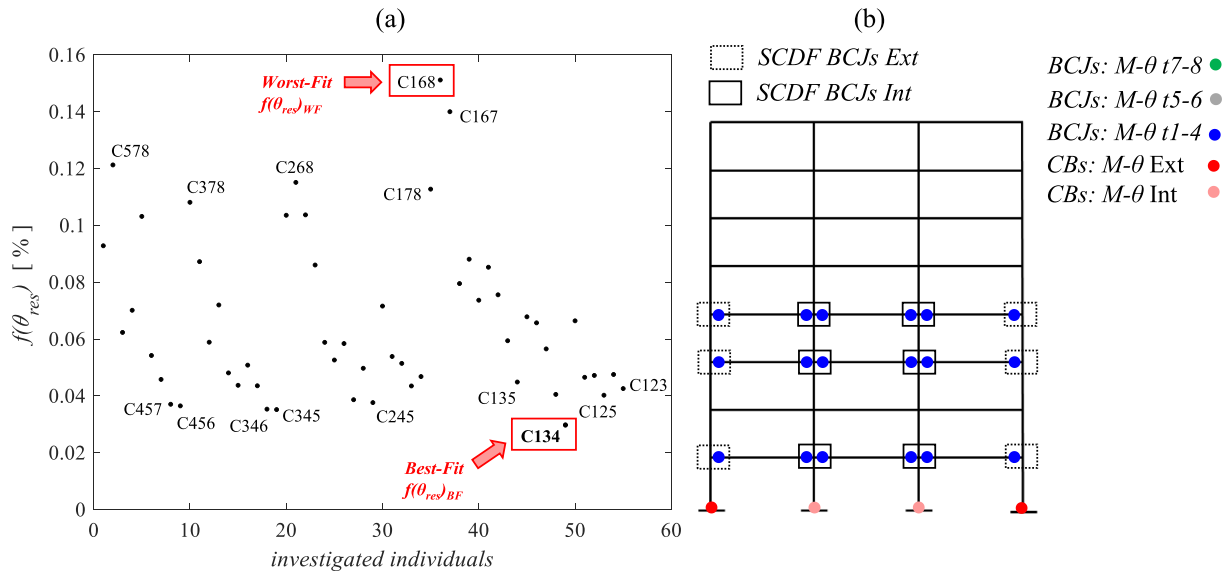 (a)
0.16
0.14
0.12
0.1
0.08
0.06
0.04
0.02
0
0
10
20
30
40
50
60
f(θres) [ % ]
investigated individuals
Worst-Fit
f(θres)WF
C168
C167
C578
C378
C268
C178
C457
C456
C346
C345
C245
C135
C125
C123
C134
Best-Fit
f(θres)BF
(b)
SCDF BCJs Ext
SCDF BCJs Int
BCJs: M-θ t7-8
BCJs: M-θ t5-6
BCJs: M-θ t1-4
CBs: M-θ Ext
CBs: M-θ Int